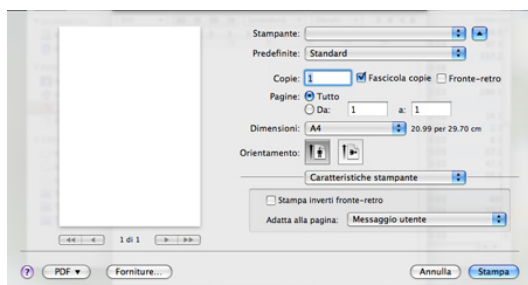 Stampante:
Predefinite: Standard
Copie: 1 Fascicola copie Fronte-retro
Pagine: Tutto
Da: 1 a: 1
Dimensioni: A4 20.99 per 29.70 cm
Orientamento:
Caratteristiche stampante
Stampa inverti fronte-retro
Adatta alla pagina: Messaggio utente
1 di 1
? PDF ▼ Forniture... Annulla Stampa